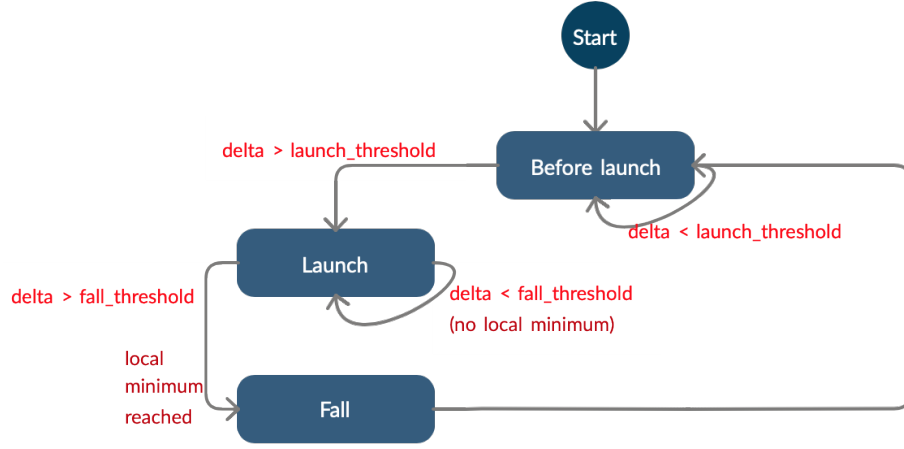 Start
delta > launch_threshold
Before launch
delta < launch_threshold
Launch
delta > fall_threshold
delta < fall_threshold
(no local minimum)
local
minimum
reached
Fall